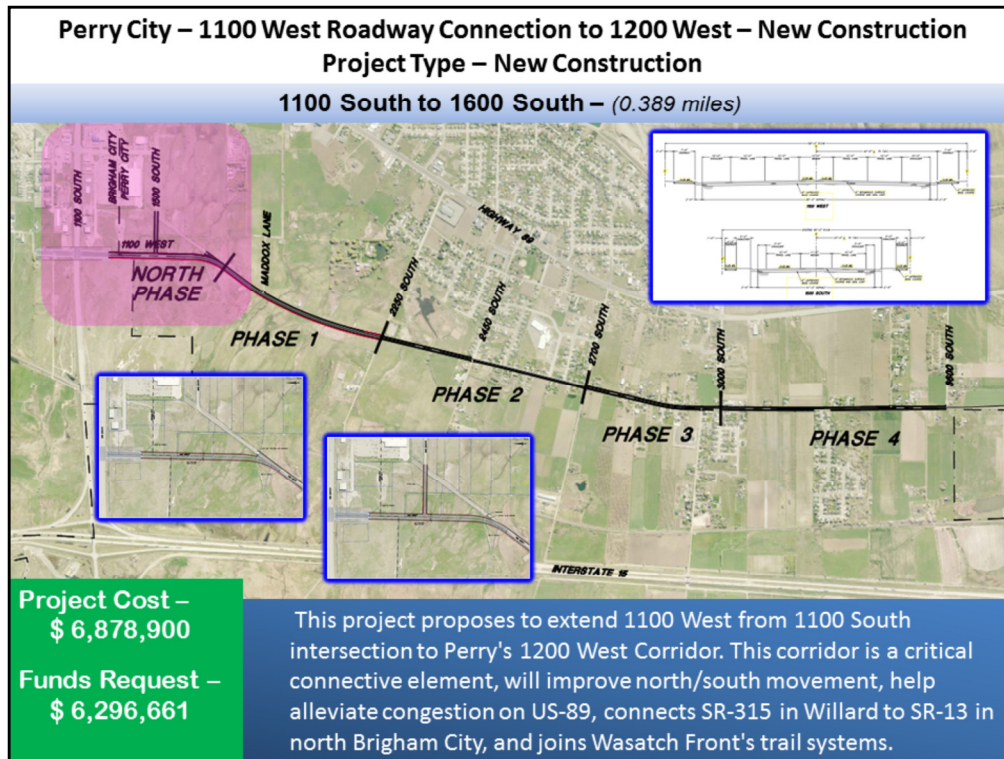 Perry City – 1100 West Roadway Connection to 1200 West – New Construction
Project Type – New Construction
1100 South to 1600 South – (0.389 miles)
1100 SOUTH
BRIGHAM CITY
PERRY CITY
1500 SOUTH
1100 WEST
NORTH
PHASE
MADDOX LANE
PHASE 1
2250 SOUTH
HIGHWAY 89
2450 SOUTH
PHASE 2
2700 SOUTH
PHASE 3
3000 SOUTH
PHASE 4
3600 SOUTH
1100 WEST
INTERSTATE 15
Project Cost –
$ 6,878,900
Funds Request –
$ 6,296,661
This project proposes to extend 1100 West from 1100 South
intersection to Perry's 1200 West Corridor. This corridor is a critical
connective element, will improve north/south movement, help
alleviate congestion on US-89, connects SR-315 in Willard to SR-13 in
north Brigham City, and joins Wasatch Front's trail systems.